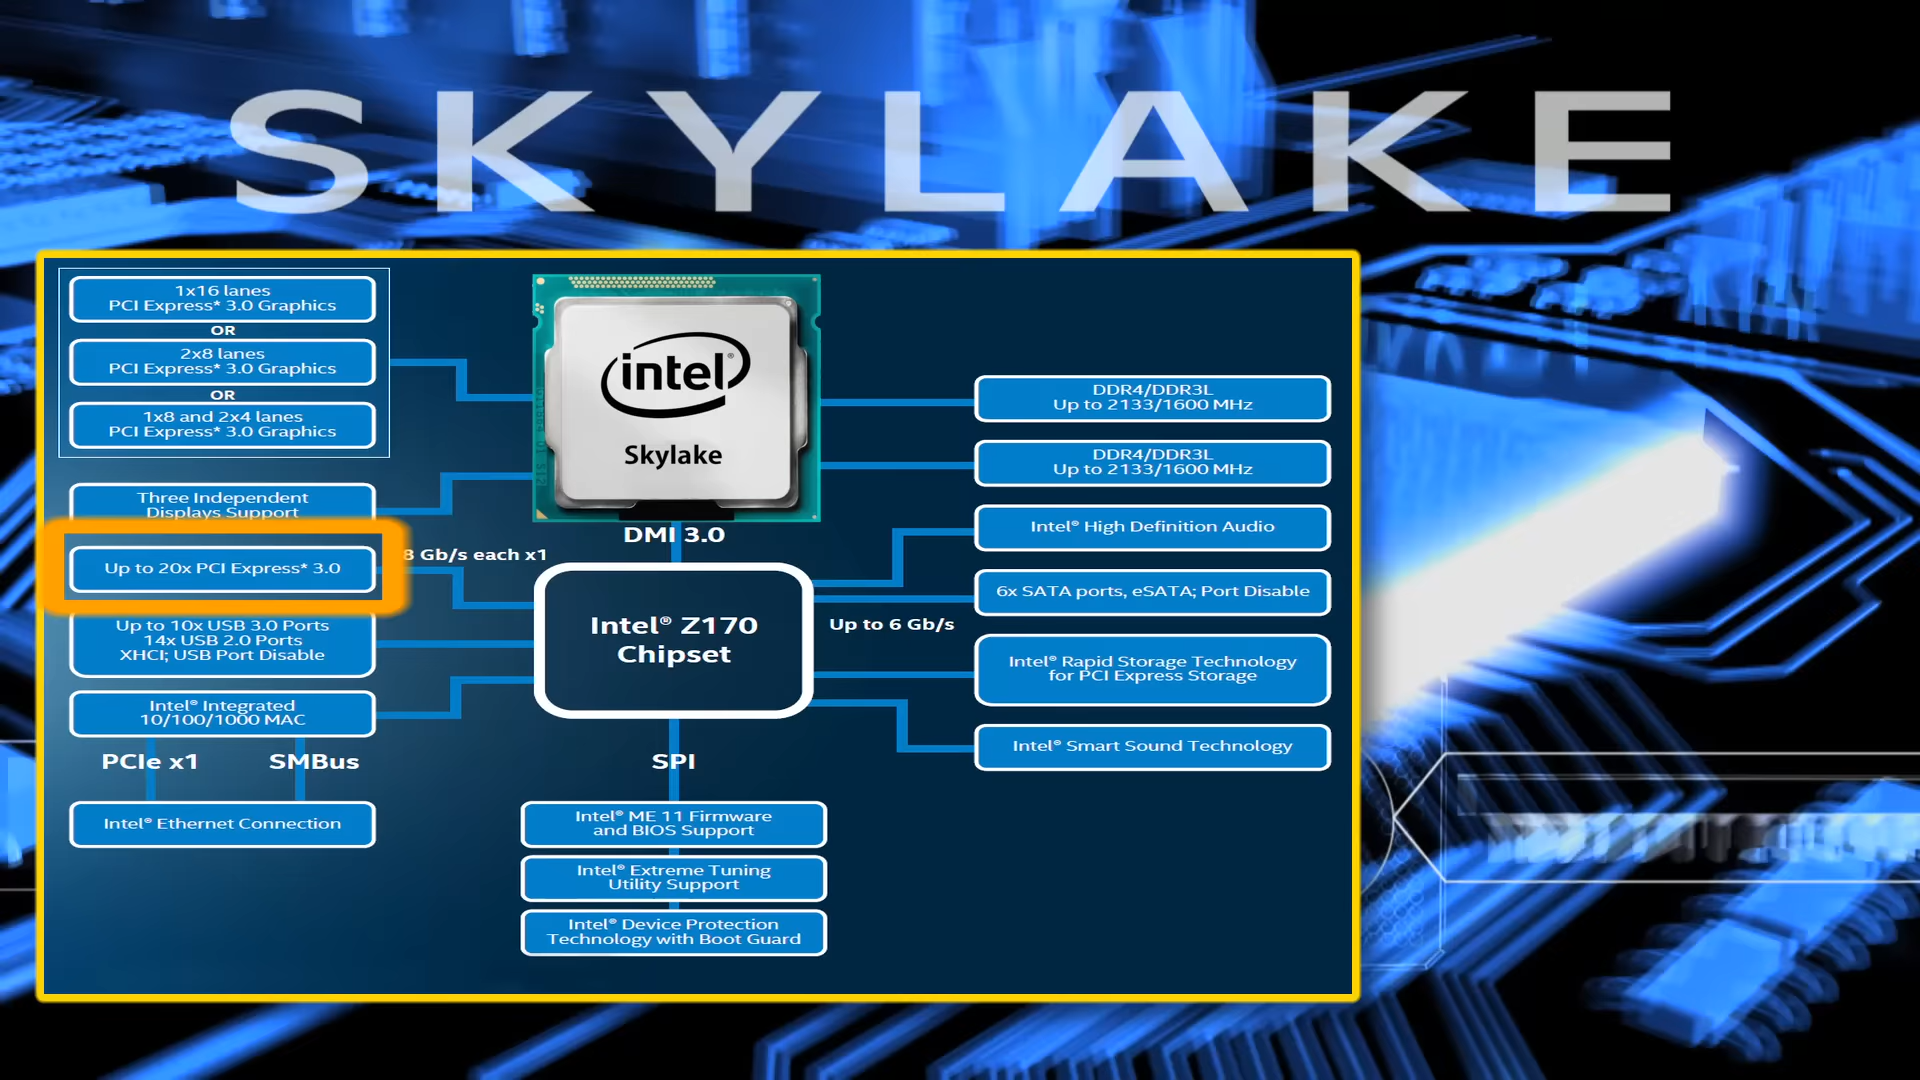 SKYLAKE
1x16 lanes
PCI Express* 3.0 Graphics
OR
2x8 lanes
PCI Express* 3.0 Graphics
OR
1x8 and 2x4 lanes
PCI Express* 3.0 Graphics
Three Independent
Displays Support
Up to 20x PCI Express* 3.0
8 Gb/s each x1
Up to 10x USB 3.0 Ports
14x USB 2.0 Ports
XHCI; USB Port Disable
Intel® Integrated
10/100/1000 MAC
PCIe x1
SMBus
Intel® Ethernet Connection
intel®
Skylake
DMI 3.0
Intel® Z170
Chipset
SPI
Intel® ME 11 Firmware
and BIOS Support
Intel® Extreme Tuning
Utility Support
Intel® Device Protection
Technology with Boot Guard
DDR4/DDR3L
Up to 2133/1600 MHz
DDR4/DDR3L
Up to 2133/1600 MHz
Intel® High Definition Audio
6x SATA ports, eSATA; Port Disable
Up to 6 Gb/s
Intel® Rapid Storage Technology
for PCI Express Storage
Intel® Smart Sound Technology